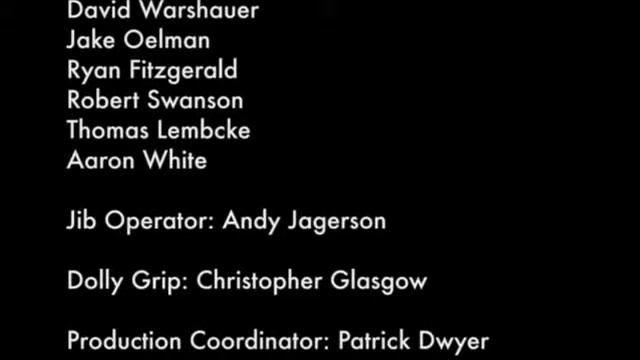 David Warshauer
Jake Oelman
Ryan Fitzgerald
Robert Swanson
Thomas Lembcke
Aaron White
Jib Operator: Andy Jagerson
Dolly Grip: Christopher Glasgow
Production Coordinator: Patrick Dwyer